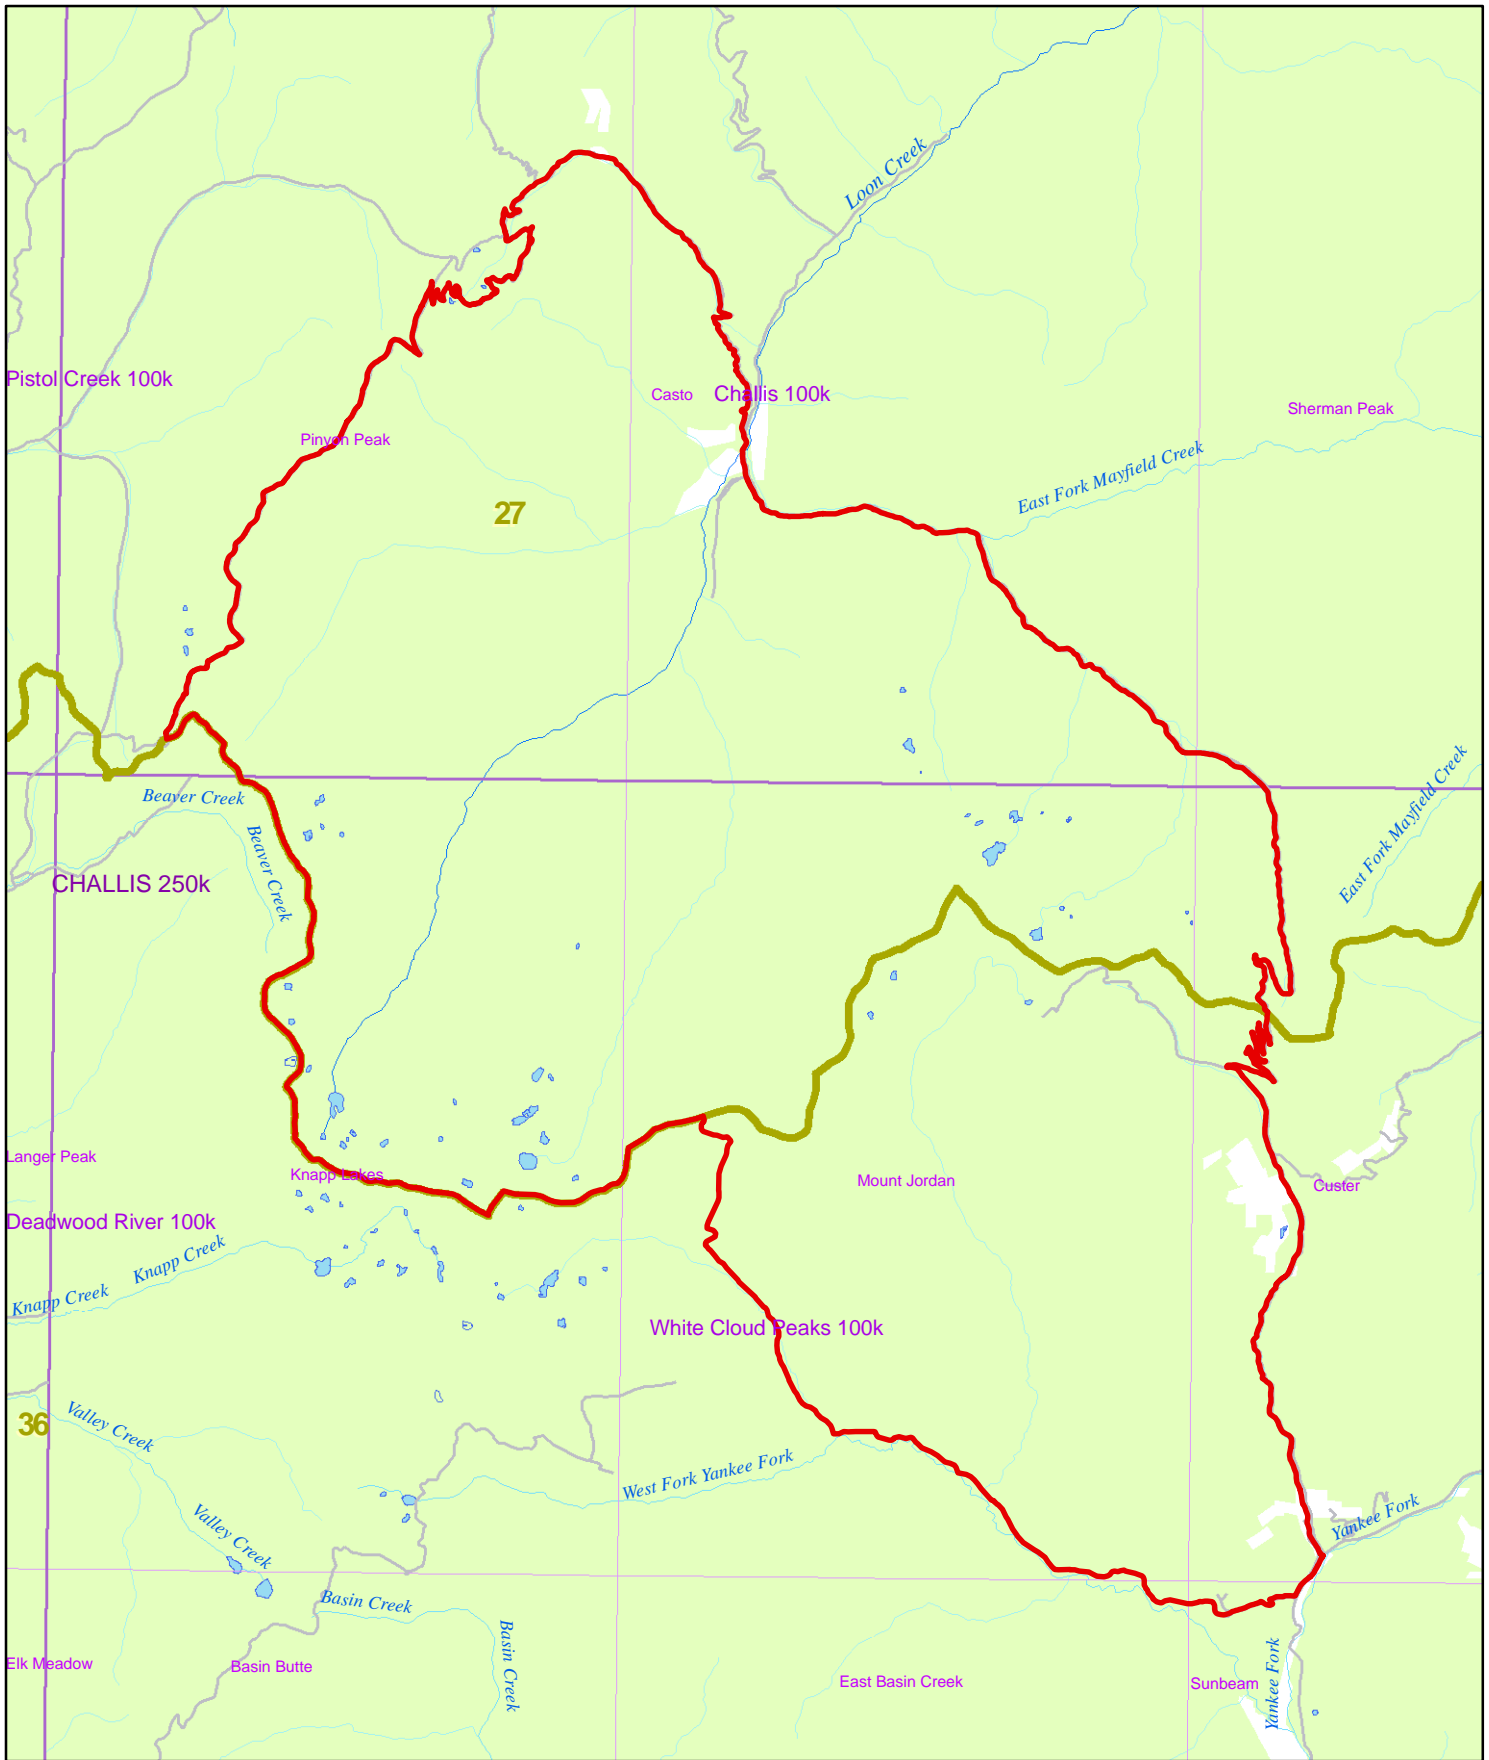 Loon Creek
Pistol Creek 100k
Casto
Challis 100k
Sherman Peak
Pinyon Peak
East Fork Mayfield Creek
27
Beaver Creek
Beaver Creek
East Fork Mayfield Creek
CHALLIS 250k
Langer Peak
Knapp Lakes
Mount Jordan
Custer
Deadwood River 100k
Knapp Creek
Knapp Creek
White Cloud Peaks 100k
36
Valley Creek
West Fork Yankee Fork
Valley Creek
Yankee Fork
Basin Creek
Basin Creek
Elk Meadow
Basin Butte
East Basin Creek
Sunbeam
Yankee Fork